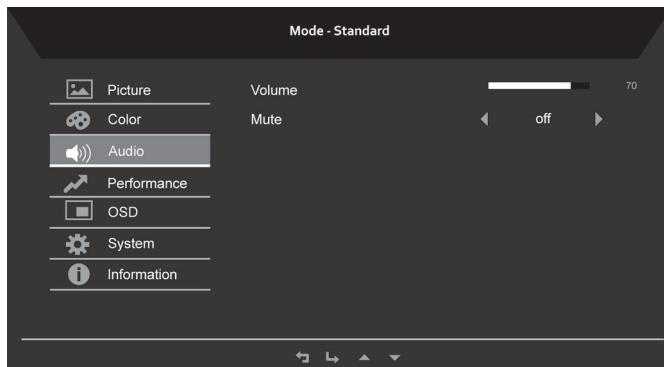 Mode - Standard
Picture
Volume
70
Color
Mute
off
Audio
Performance
OSD
System
Information